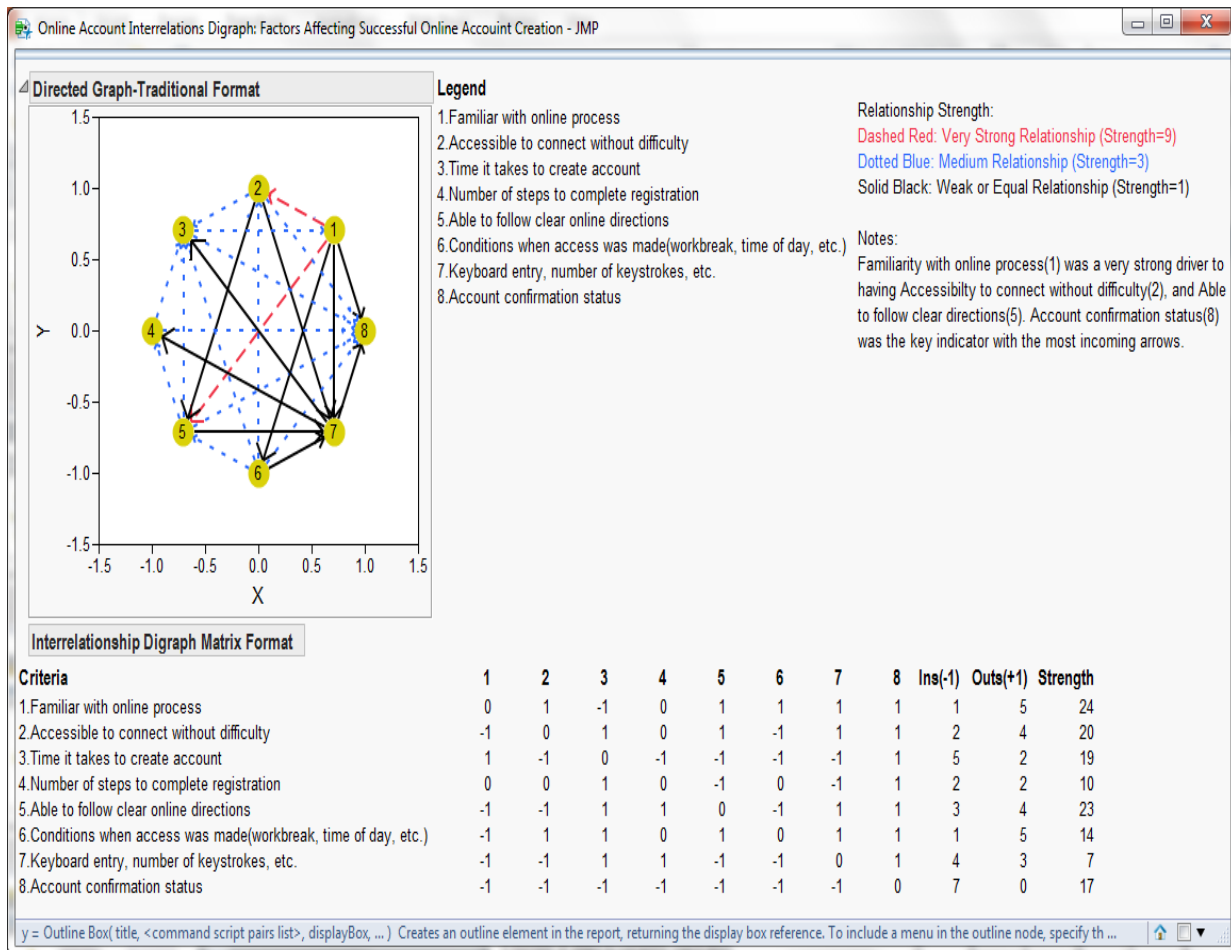 Online Account Interrelations Digraph: Factors Affecting Successful Online Accouint Creation - JMP
Directed Graph-Traditional Format
1.5
1.0
0.5
0.0
-0.5
-1.0
-1.5
Y
-1.5 -1.0 -0.5 0.0 0.5 1.0 1.5
X
2
1
3
4
8
5
7
6
Legend
1.Familiar with online process
2.Accessible to connect without difficulty
3.Time it takes to create account
4.Number of steps to complete registration
5.Able to follow clear online directions
6.Conditions when access was made(workbreak, time of day, etc.)
7.Keyboard entry, number of keystrokes, etc.
8.Account confirmation status
Relationship Strength:
Dashed Red: Very Strong Relationship (Strength=9)
Dotted Blue: Medium Relationship (Strength=3)
Solid Black: Weak or Equal Relationship (Strength=1)
Notes:
Familiarity with online process(1) was a very strong driver to
having Accessibilty to connect without difficulty(2), and Able
to follow clear directions(5). Account confirmation status(8)
was the key indicator with the most incoming arrows.
Interrelationship Digraph Matrix Format
Criteria 1 2 3 4 5 6 7 8 Ins(-1) Outs(+1) Strength
1.Familiar with online process 0 1 -1 0 1 1 1 1 1 5 24
2.Accessible to connect without difficulty -1 0 1 0 1 -1 1 1 2 4 20
3.Time it takes to create account 1 -1 0 -1 -1 -1 -1 1 5 2 19
4.Number of steps to complete registration 0 0 1 0 -1 0 -1 1 2 2 10
5.Able to follow clear online directions -1 -1 1 1 0 -1 1 1 3 4 23
6.Conditions when access was made(workbreak, time of day, etc.) -1 1 1 0 1 0 1 1 1 5 14
7.Keyboard entry, number of keystrokes, etc. -1 -1 1 1 -1 -1 0 1 4 3 7
8.Account confirmation status -1 -1 -1 -1 -1 -1 -1 0 7 0 17
y = Outline Box( title, <command script pairs list>, displayBox, ... ) Creates an outline element in the report, returning the display box reference. To include a menu in the outline node, specify th ...